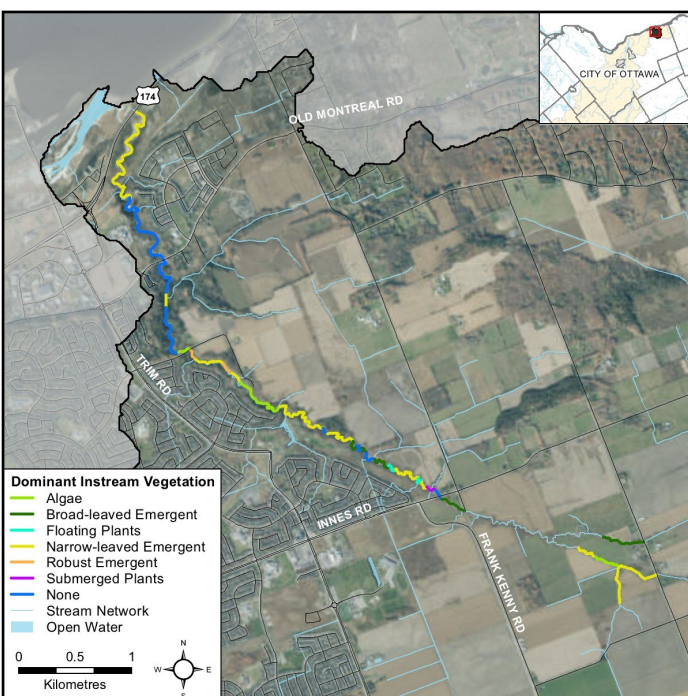 174
OLD MONTREAL RD
CITY OF OTTAWA
TRIM RD
INNES RD
FRANK KENNY RD
Dominant Instream Vegetation
Algae
Broad-leaved Emergent
Floating Plants
Narrow-leaved Emergent
Robust Emergent
Submerged Plants
None
Stream Network
Open Water
0 0.5 1
Kilometres
N
W E
S